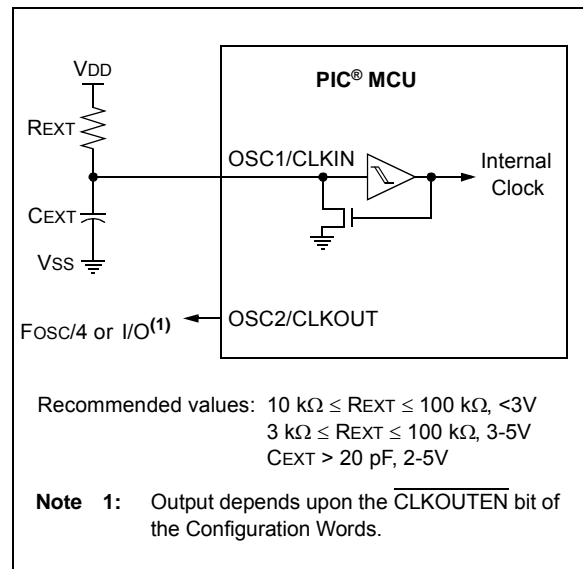 VDD
PIC® MCU
REXT
OSC1/CLKIN
Internal
Clock
CEXT
VSS
OSC2/CLKOUT
FOSC/4 or I/O(1)
Recommended values: 10 kΩ ≤ REXT ≤ 100 kΩ, <3V
3 kΩ ≤ REXT ≤ 100 kΩ, 3-5V
CEXT > 20 pF, 2-5V
Note 1: Output depends upon the CLKOUTEN bit of
the Configuration Words.